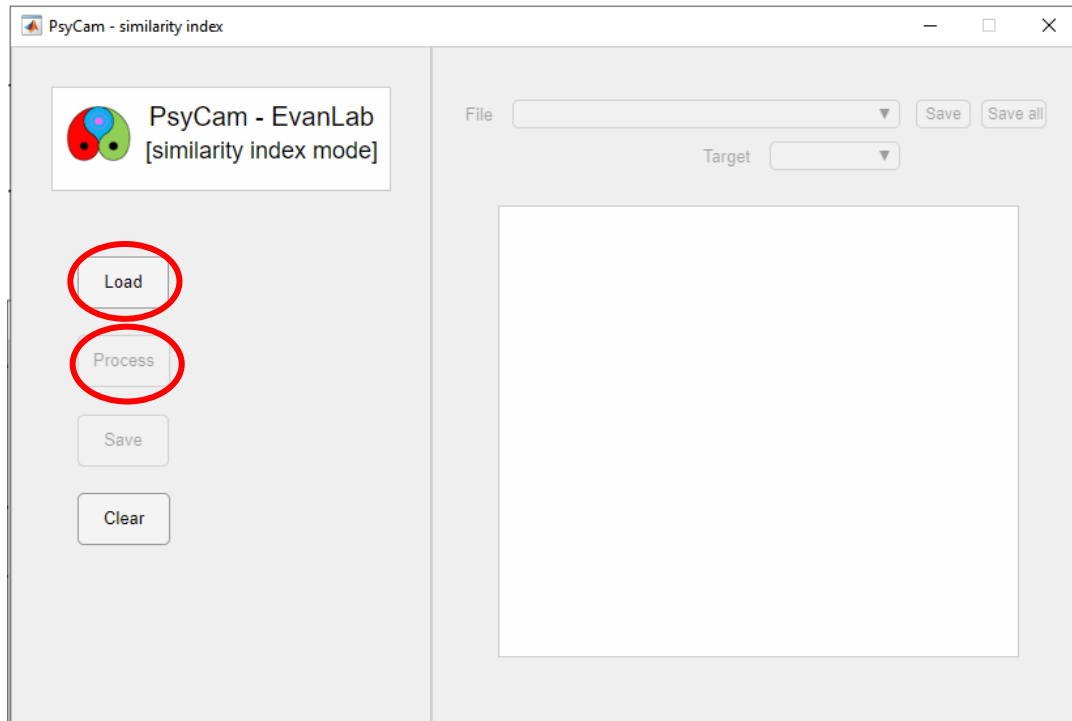 PsyCam - similarity index
PsyCam - EvanLab
[similarity index mode]
Load
Process
Save
Clear
File
Save
Save all
Target